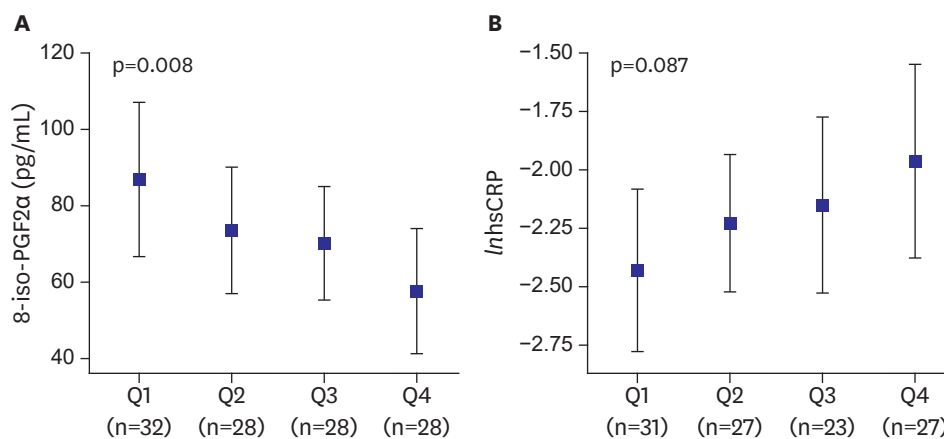 A
120
100
80
60
40
8-iso-PGF2α (pg/mL)
p=0.008
Q1 Q2 Q3 Q4
(n=32) (n=28) (n=28) (n=28)
B
−1.50
−1.75
−2.00
−2.25
−2.50
−2.75
lnhsCRP
p=0.087
Q1 Q2 Q3 Q4
(n=31) (n=27) (n=23) (n=27)